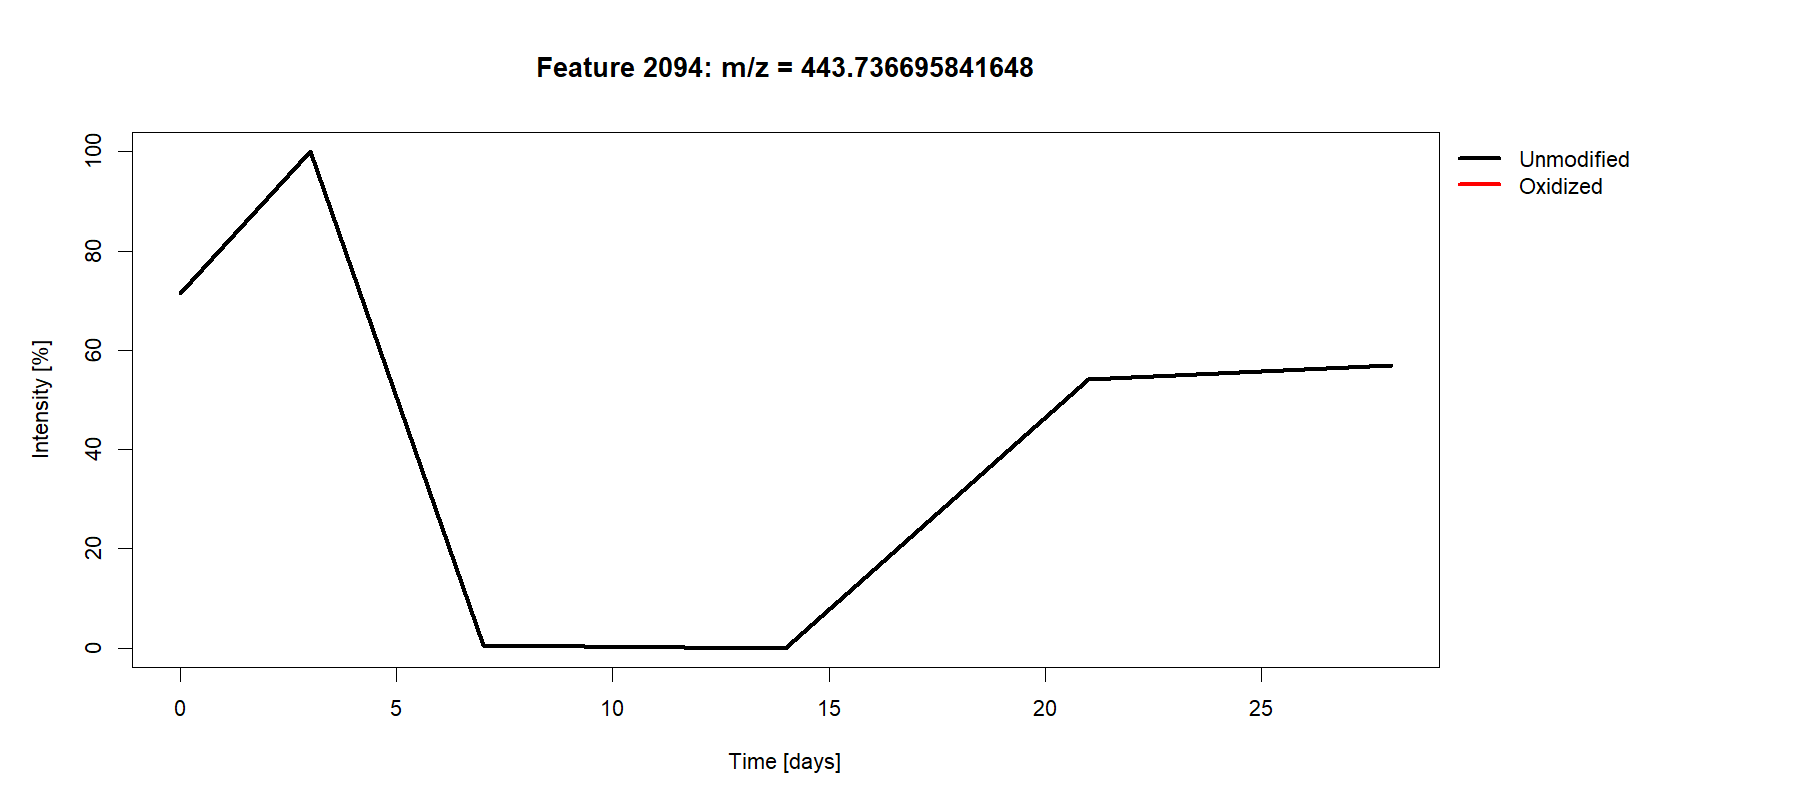 Feature 2094: m/z = 443.736695841648
Unmodified
Oxidized
Intensity [%]
100
80
60
40
20
0
0 5 10 15 20 25
Time [days]